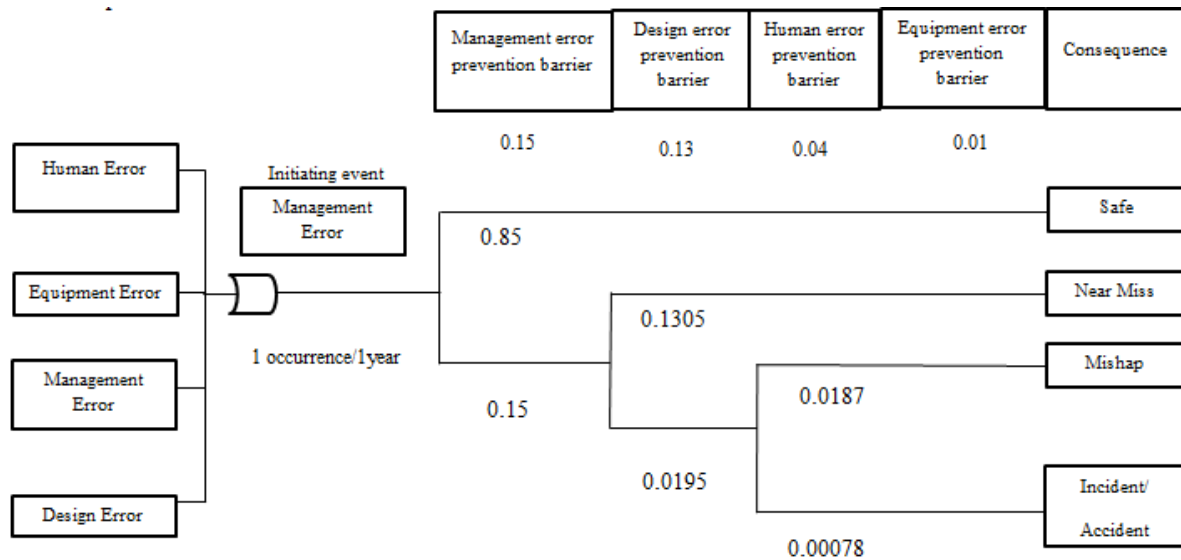 Management error
prevention barrier
Design error
prevention
barrier
Human error
prevention
barrier
Equipment error
prevention
barrier
Consequence
0.15
0.13
0.04
0.01
Human Error
Initiating event
Management
Error
Safe
0.85
Equipment Error
Near Miss
0.1305
1 occurrence/1year
Management
Error
Mishap
0.15
0.0187
0.0195
Design Error
Incident/
Accident
0.00078